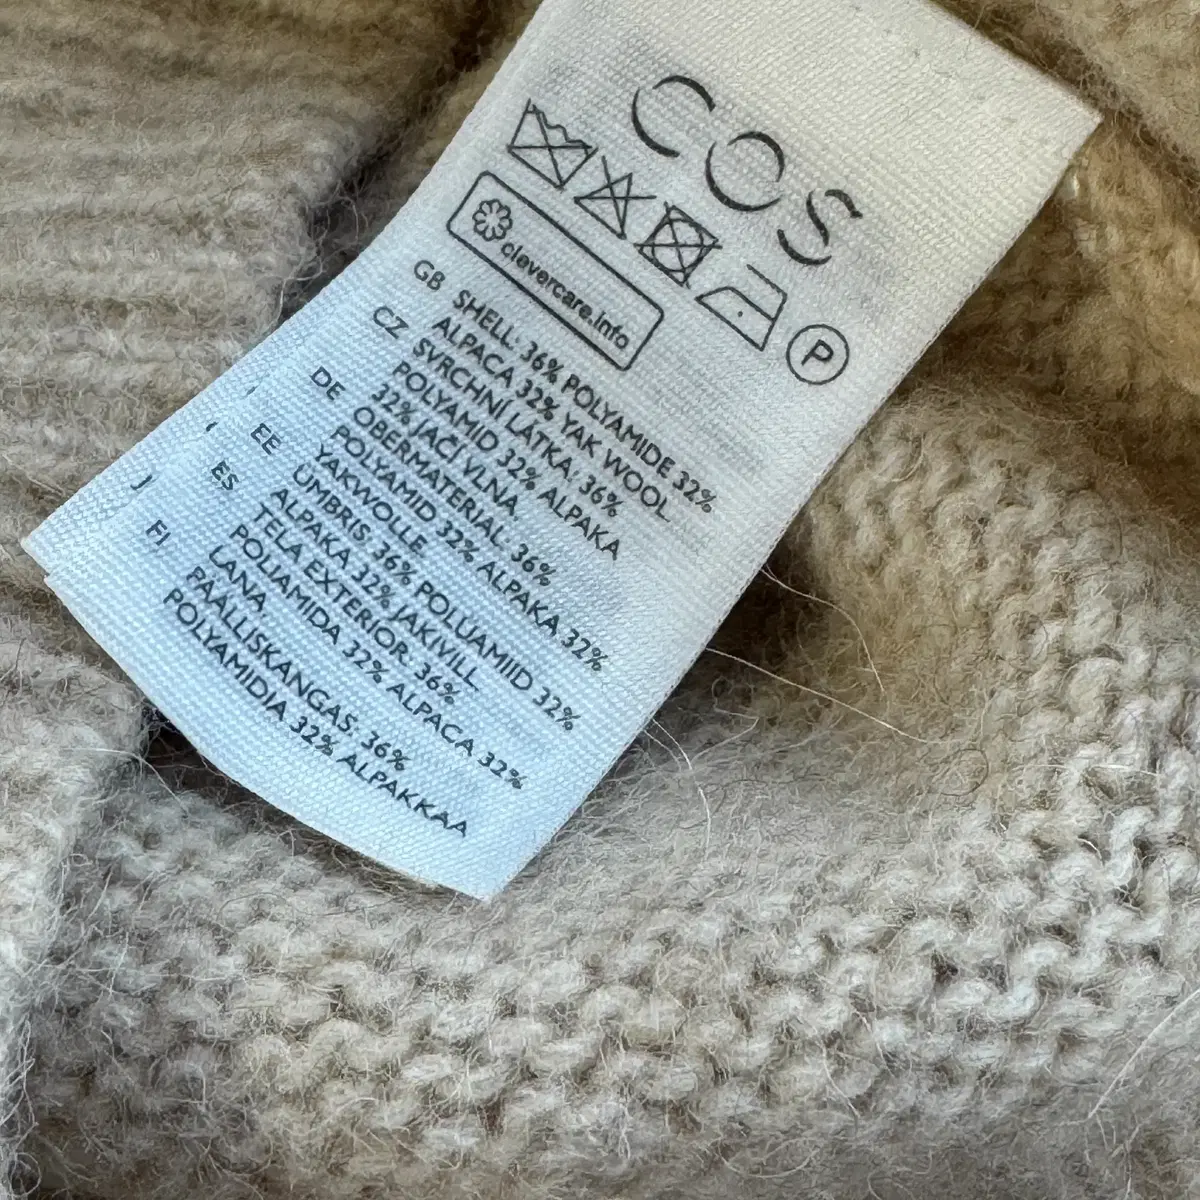 COS
P
clevercare.info
GB SHELL: 36% POLYAMIDE 32%
ALPACA 32% YAK WOOL.
CZ SVRCHNÍ LÁTKA: 36%
POLYAMID 32% ALPAKA
32% JAČÍ VLNA.
DE OBERMATERIAL: 36%
POLYAMID 32% ALPAKA 32%
YAKWOLLE.
EE ÜMBRIS: 36% POLÜAMIID 32%
ALPAKA 32% JAKIVILL.
ES TELA EXTERIOR: 36%
POLIAMIDA 32% ALPACA 32%
LANA
FI PÄÄLLISKANGAS: 36%
POLYAMIDIA 32% ALPAKKAA